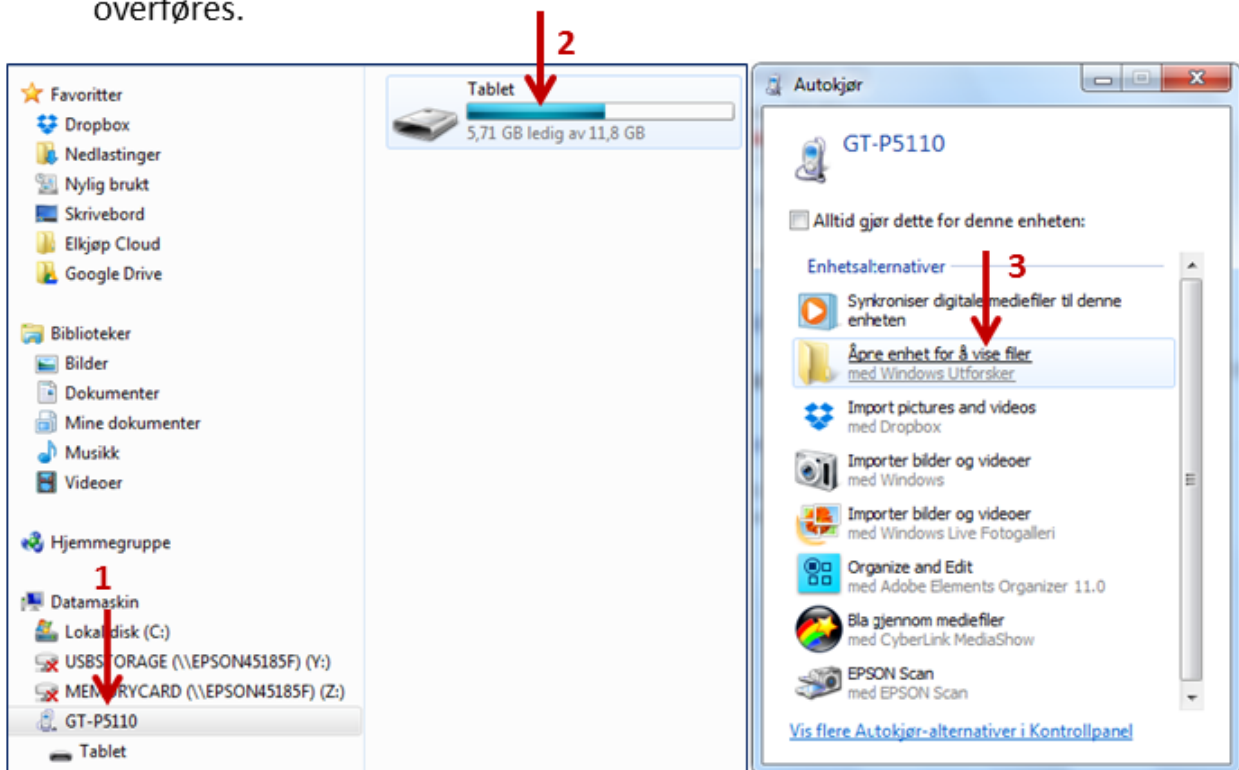 overføres.
2
Favoritter
Dropbox
Nedlastinger
Nylig brukt
Skrivebord
Elkjøp Cloud
Google Drive
Biblioteker
Bilder
Dokumenter
Mine dokumenter
Musikk
Videoer
Hjemmegruppe
1
Datamaskin
Lokal disk (C:)
USBSTORAGE (\\EPSON45185F) (Y:)
MEMORYCARD (\\EPSON45185F) (Z:)
GT-P5110
Tablet
Tablet
5,71 GB ledig av 11,8 GB
Autokjør
GT-P5110
Alltid gjør dette for denne enheten:
Enhetsalternativer
3
Synkroniser digitale mediefiler til denne
enheten
Åpne enhet for å vise filer
med Windows Utforsker
Import pictures and videos
med Dropbox
Importer bilder og videoer
med Windows
Importer bilder og videoer
med Windows Live Fotogalleri
Organize and Edit
med Adobe Elements Organizer 11.0
Bla gjennom mediefiler
med CyberLink MediaShow
EPSON Scan
med EPSON Scan
Vis flere Autokjør-alternativer i Kontrollpanel